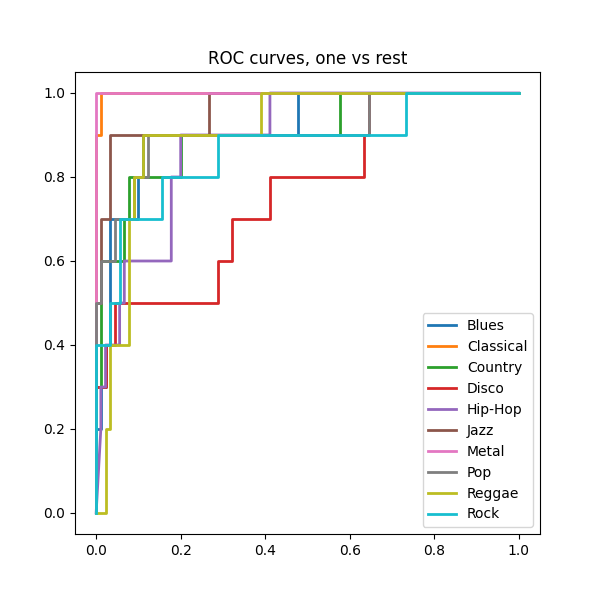 ROC curves, one vs rest
1.0
0.8
0.6
0.4
0.2
0.0
Blues
Classical
Country
Disco
Hip-Hop
Jazz
Metal
Pop
Reggae
Rock
0.0 0.2 0.4 0.6 0.8 1.0